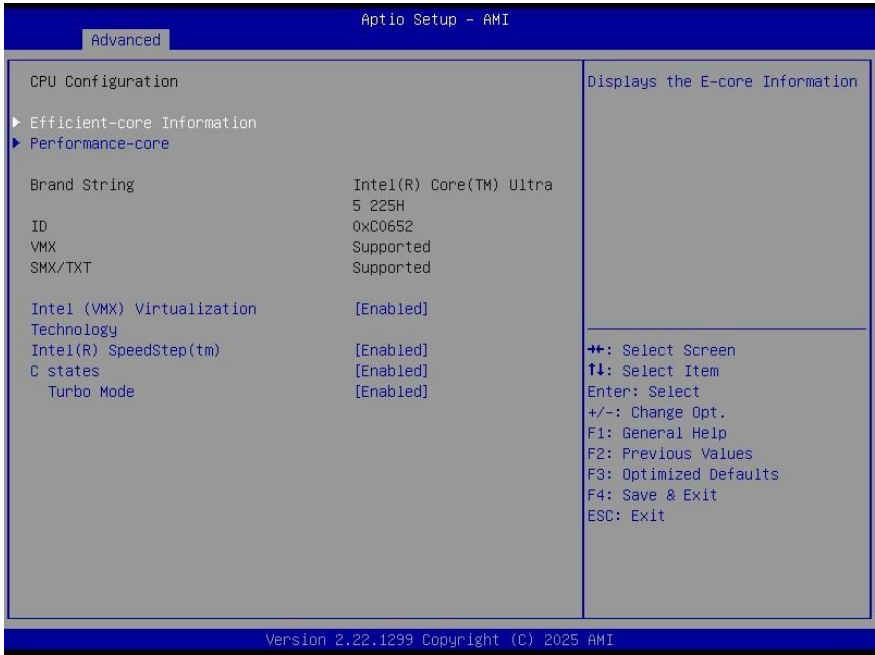 Aptio Setup - AMI
Advanced
CPU Configuration
Efficient-core Information
Performance-core
Brand String Intel(R) Core(TM) Ultra
5 225H
ID 0xC0652
VMX Supported
SMX/TXT Supported
Intel (VMX) Virtualization [Enabled]
Technology
Intel(R) SpeedStep(tm) [Enabled]
C states [Enabled]
Turbo Mode [Enabled]
Displays the E-core Information
→←: Select Screen
↑↓: Select Item
Enter: Select
+/-: Change Opt.
F1: General Help
F2: Previous Values
F3: Optimized Defaults
F4: Save & Exit
ESC: Exit
Version 2.22.1299 Copyright (C) 2025 AMI